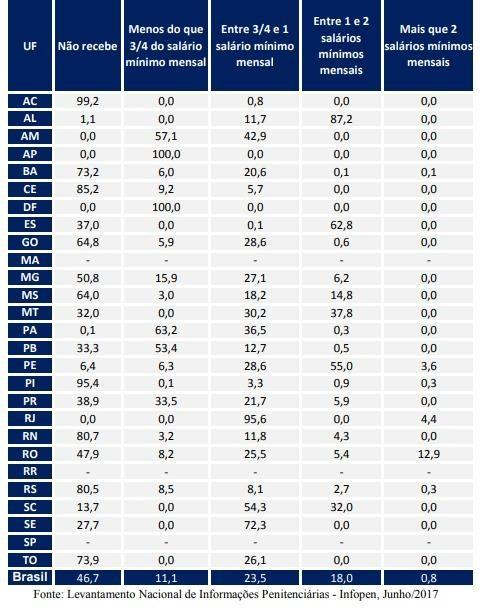 UF Não recebe Menos do que 3/4 do salário mínimo mensal Entre 3/4 e 1 salário mínimo mensal Entre 1 e 2 salários mínimos mensais Mais que 2 salários mínimos mensais
AC 99,2 0,0 0,8 0,0 0,0
AL 1,1 0,0 11,7 87,2 0,0
AM 0,0 57,1 42,9 0,0 0,0
AP 0,0 100,0 0,0 0,0 0,0
BA 73,2 6,0 20,6 0,1 0,1
CE 85,2 9,2 5,7 0,0 0,0
DF 0,0 100,0 0,0 0,0 0,0
ES 37,0 0,0 0,1 62,8 0,0
GO 64,8 5,9 28,6 0,6 0,0
MA - - - - -
MG 50,8 15,9 27,1 6,2 0,0
MS 64,0 3,0 18,2 14,8 0,0
MT 32,0 0,0 30,2 37,8 0,0
PA 0,1 63,2 36,5 0,3 0,0
PB 33,3 53,4 12,7 0,5 0,0
PE 6,4 6,3 28,6 55,0 3,6
PI 95,4 0,1 3,3 0,9 0,3
PR 38,9 33,5 21,7 5,9 0,0
RJ 0,0 0,0 95,6 0,0 4,4
RN 80,7 3,2 11,8 4,3 0,0
RO 47,9 8,2 25,5 5,4 12,9
RR - - - - -
RS 80,5 8,5 8,1 2,7 0,3
SC 13,7 0,0 54,3 32,0 0,0
SE 27,7 0,0 72,3 0,0 0,0
SP - - - - -
TO 73,9 0,0 26,1 0,0 0,0
Brasil 46,7 11,1 23,5 18,0 0,8
Fonte: Levantamento Nacional de Informações Penitenciárias - Infopen, Junho/2017